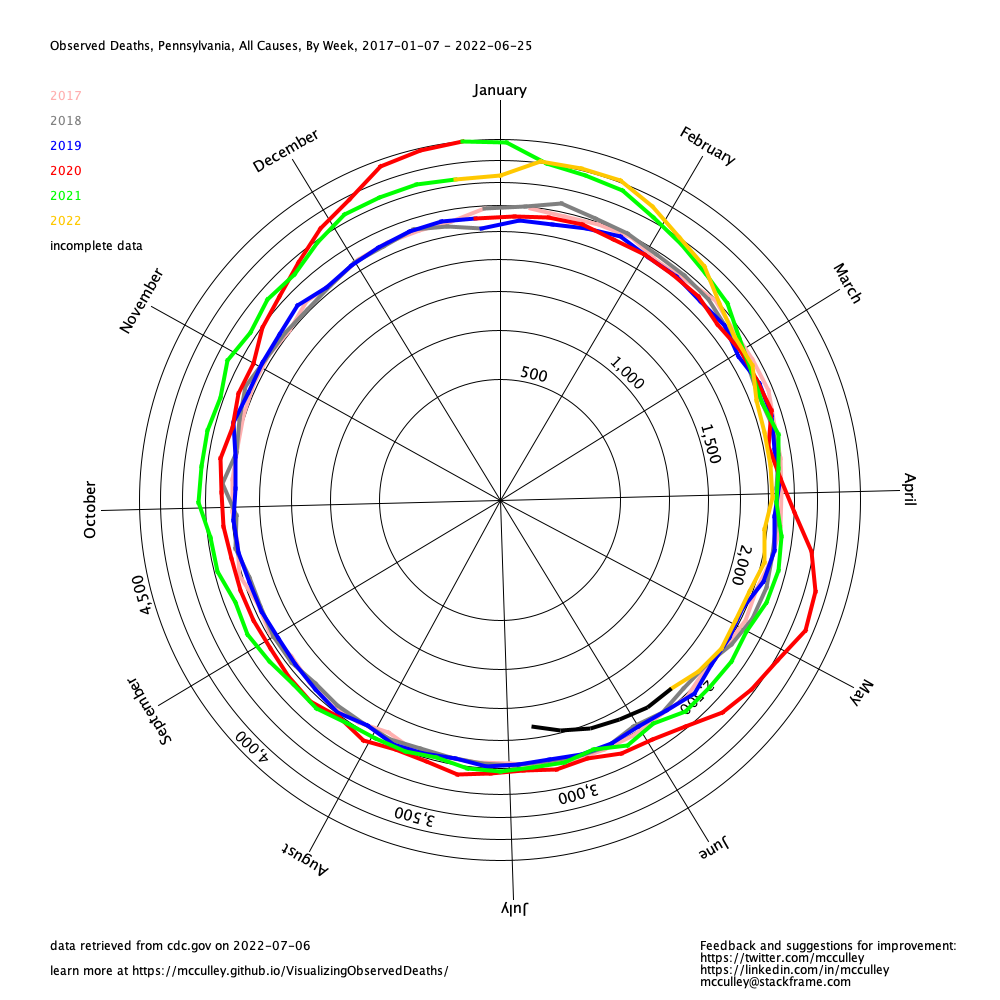 Observed Deaths, Pennsylvania, All Causes, By Week, 2017-01-07 - 2022-06-25
January
2017
2018
2019
2020
2021
2022
incomplete data
December
February
November
March
500
1,000
1,500
October
April
2,000
4,500
September
May
2,500
4,000
3,500
3,000
August
June
July
data retrieved from cdc.gov on 2022-07-06
learn more at https://mcculley.github.io/VisualizingObservedDeaths/
Feedback and suggestions for improvement:
https://twitter.com/mcculley
https://linkedin.com/in/mcculley
mcculley@stackframe.com